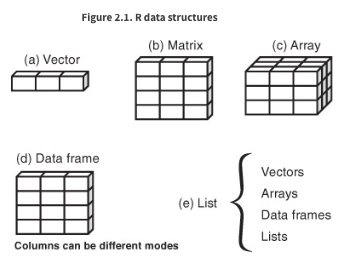 Figure 2.1. R data structures
(a) Vector
(b) Matrix
(c) Array
(d) Data frame
Columns can be different modes
(e) List
Vectors
Arrays
Data frames
Lists